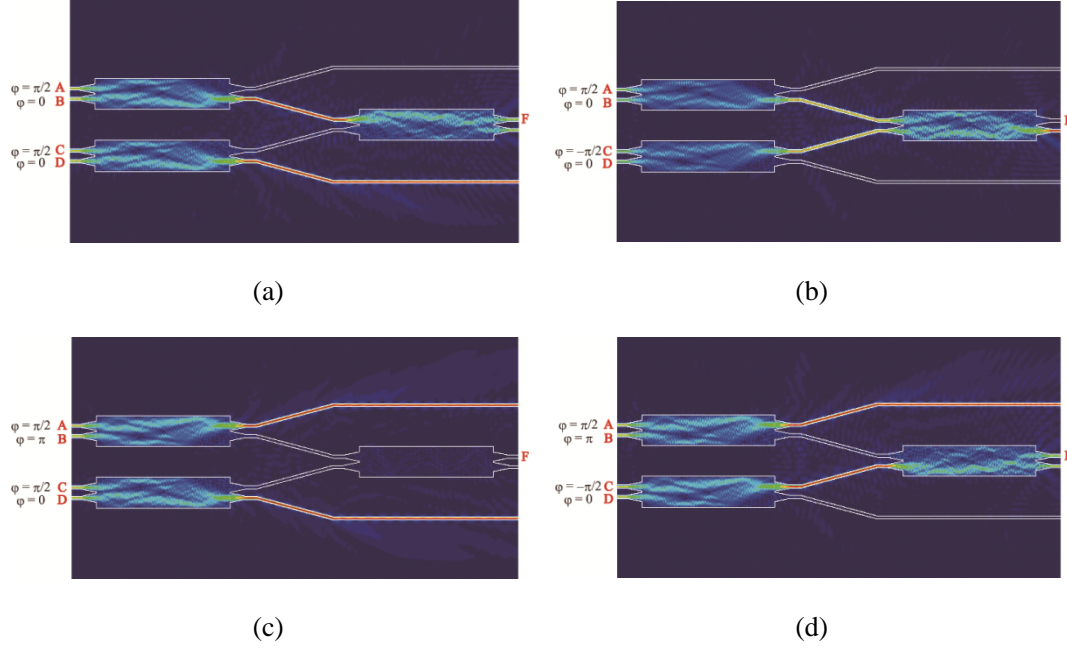 φ = π/2 A
φ = 0 B
F
φ = π/2 C
φ = 0 D
(a)
φ = π/2 A
φ = 0 B
φ = −π/2 C
φ = 0 D
(b)
φ = π/2 A
φ = π B
F
φ = π/2 C
φ = 0 D
(c)
φ = π/2 A
φ = π B
φ = −π/2 C
φ = 0 D
(d)